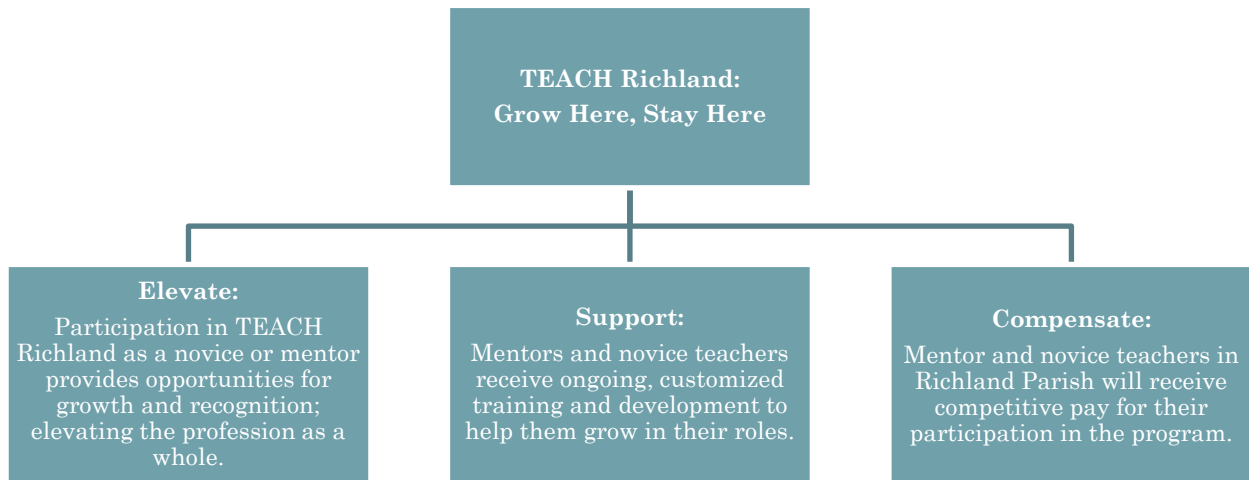 TEACH Richland:
Grow Here, Stay Here
Elevate:
Participation in TEACH
Richland as a novice or mentor
provides opportunities for
growth and recognition;
elevating the profession as a
whole.
Support:
Mentors and novice teachers
receive ongoing, customized
training and development to
help them grow in their roles.
Compensate:
Mentor and novice teachers in
Richland Parish will receive
competitive pay for their
participation in the program.